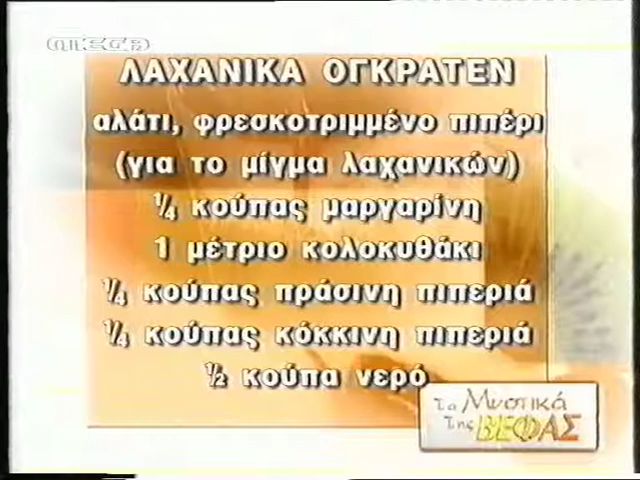 MEGA
ΛΑΧΑΝΙΚΑ ΟΓΚΡΑΤΕΝ
αλάτι, φρεσκοτριμμένο πιπέρι
(για το μίγμα λαχανικών)
¼ κούπας μαργαρίνη
1 μέτριο κολοκυθάκι
¼ κούπας πράσινη πιπεριά
¼ κούπας κόκκινη πιπεριά
½ κούπα νερό
τα Μυστικά
της ΒΕΦΑΣ